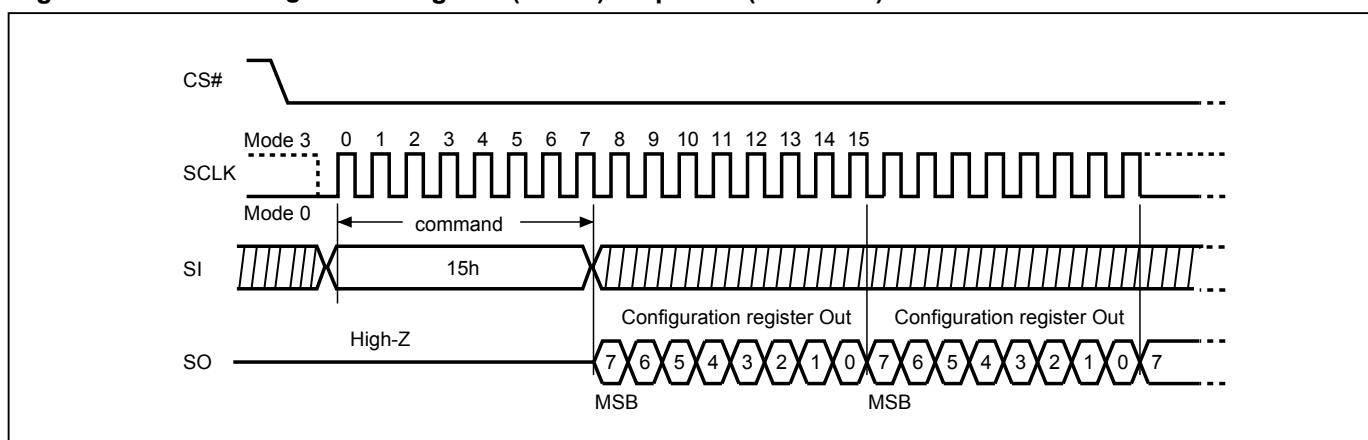 CS#
Mode 3 0 1 2 3 4 5 6 7 8 9 10 11 12 13 14 15
SCLK
Mode 0
command
SI 15h
Configuration register Out Configuration register Out
High-Z
SO 7 6 5 4 3 2 1 0 7 6 5 4 3 2 1 0 7
MSB MSB